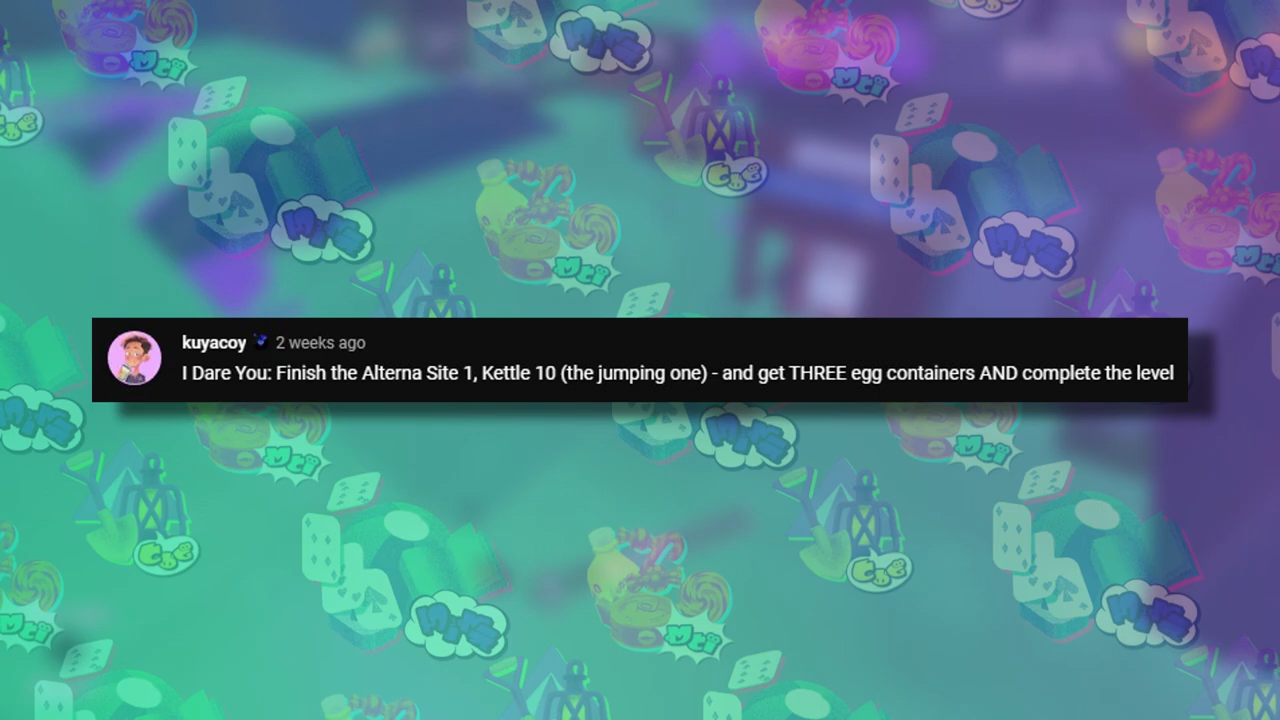 kuyacoy 2 weeks ago
I Dare You: Finish the Alterna Site 1, Kettle 10 (the jumping one) - and get THREE egg containers AND complete the level